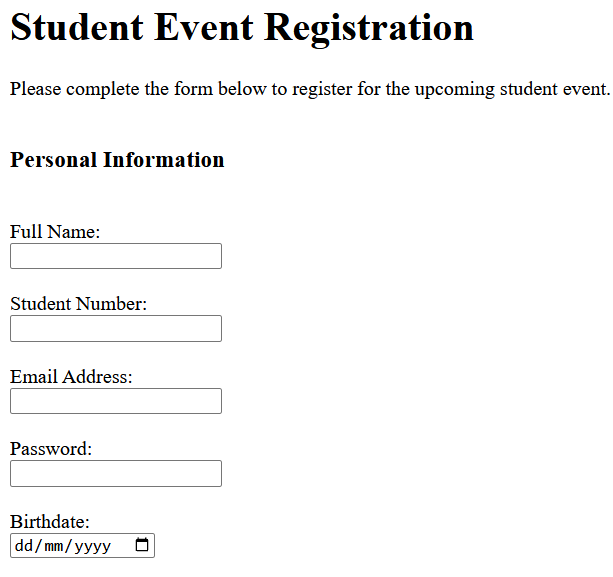 Student Event Registration
Please complete the form below to register for the upcoming student event.
Personal Information
Full Name:
Student Number:
Email Address:
Password:
Birthdate:
dd/mm/yyyy